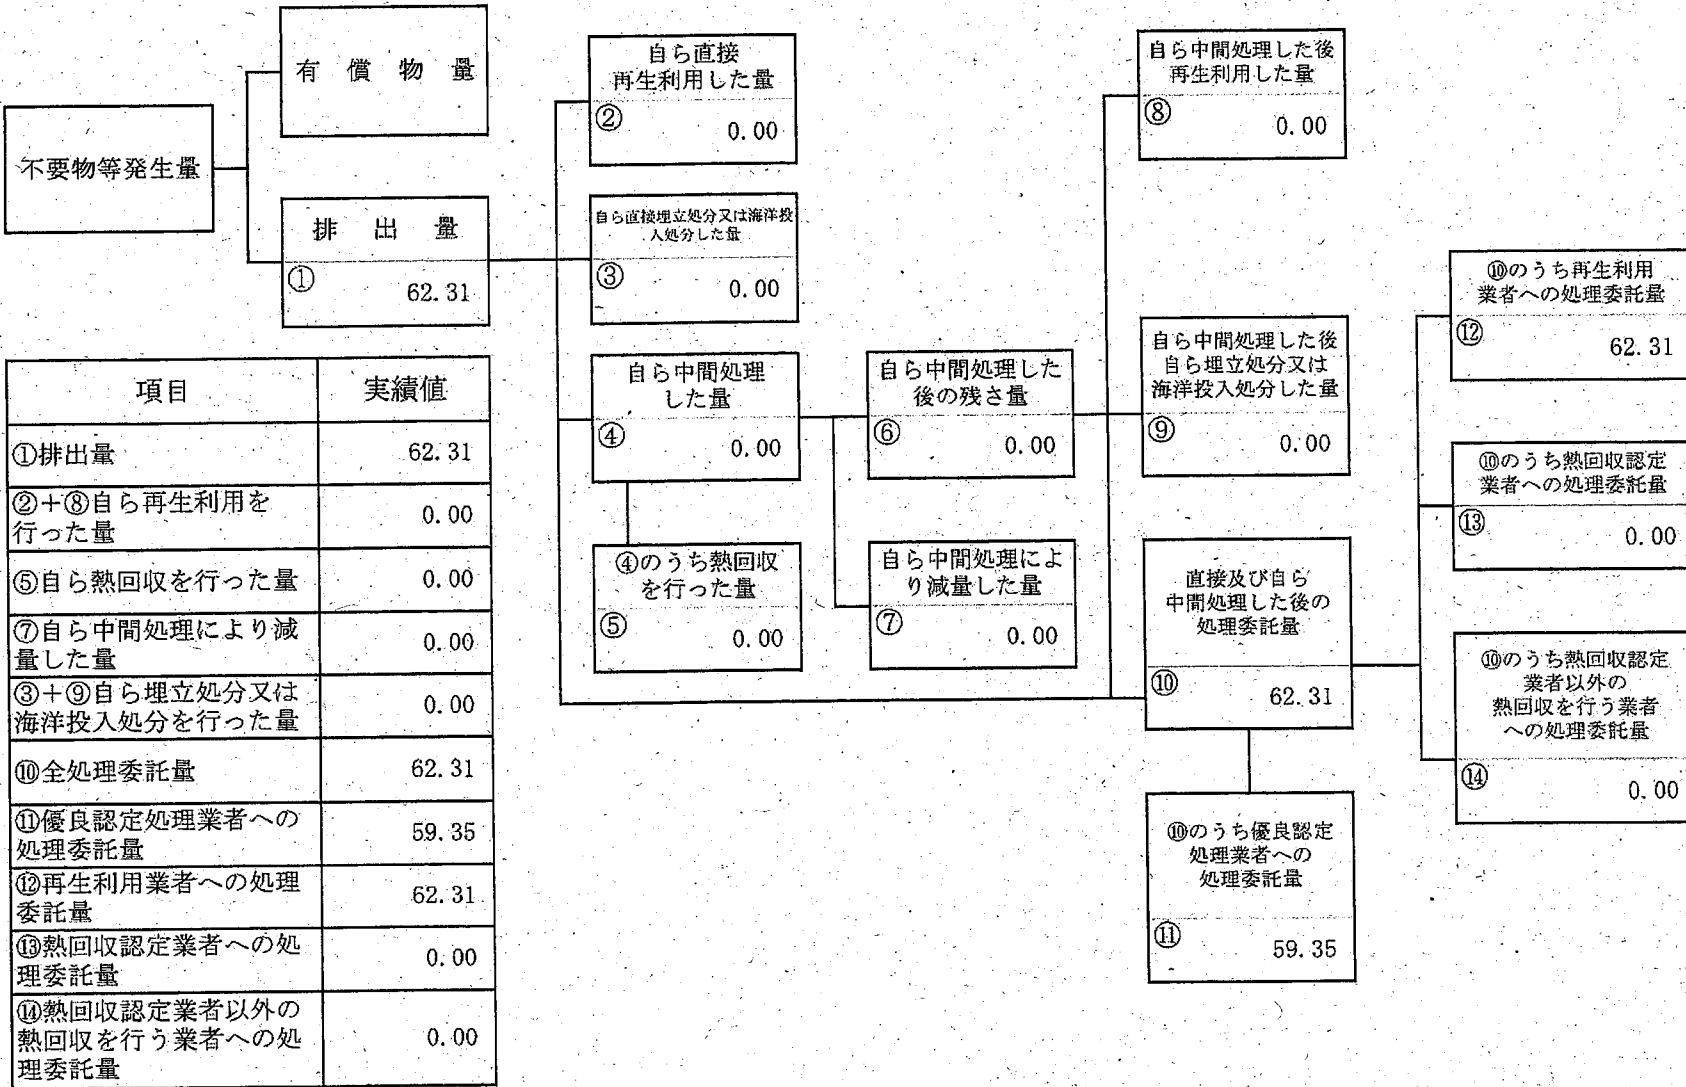 不要物等発生量
有償物量
排出量
①
62.31
自ら直接
再生利用した量
②
0.00
自ら直接埋立処分又は海洋投
入処分した量
③
0.00
自ら中間処理
した量
④
0.00
④のうち熱回収
を行った量
⑤
0.00
自ら中間処理した
後の残さ量
⑥
0.00
自ら中間処理によ
り減量した量
⑦
0.00
自ら中間処理した後
再生利用した量
⑧
0.00
自ら中間処理した後
自ら埋立処分又は
海洋投入処分した量
⑨
0.00
直接及び自ら
中間処理した後の
処理委託量
⑩
62.31
⑩のうち優良認定
処理業者への
処理委託量
⑪
59.35
⑩のうち再生利用
業者への処理委託量
⑫
62.31
⑩のうち熱回収認定
業者への処理委託量
⑬
0.00
⑩のうち熱回収認定
業者以外の
熱回収を行う業者
への処理委託量
⑭
0.00
項目 実績値
①排出量 62.31
②+⑧自ら再生利用を
行った量 0.00
⑤自ら熱回収を行った量 0.00
⑦自ら中間処理により減
量した量 0.00
③+⑨自ら埋立処分又は
海洋投入処分を行った量 0.00
⑩全処理委託量 62.31
⑪優良認定処理業者への
処理委託量 59.35
⑫再生利用業者への処理
委託量 62.31
⑬熱回収認定業者への処
理委託量 0.00
⑭熱回収認定業者以外の
熱回収を行う業者への処
理委託量 0.00